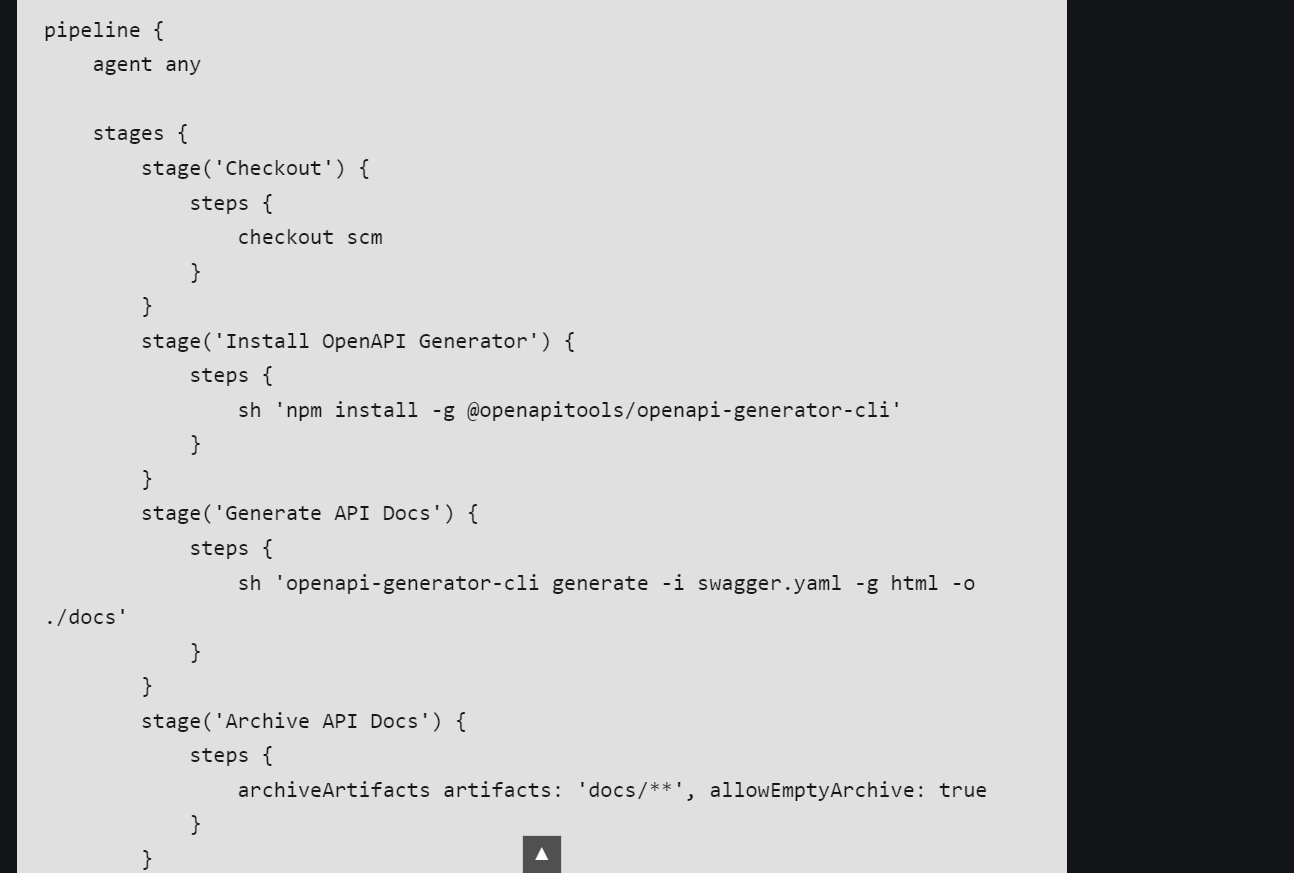 pipeline {
    agent any

    stages {
        stage('Checkout') {
            steps {
                checkout scm
            }
        }
        stage('Install OpenAPI Generator') {
            steps {
                sh 'npm install -g @openapitools/openapi-generator-cli'
            }
        }
        stage('Generate API Docs') {
            steps {
                sh 'openapi-generator-cli generate -i swagger.yaml -g html -o
./docs'
            }
        }
        stage('Archive API Docs') {
            steps {
                archiveArtifacts artifacts: 'docs/**', allowEmptyArchive: true
            }
        }